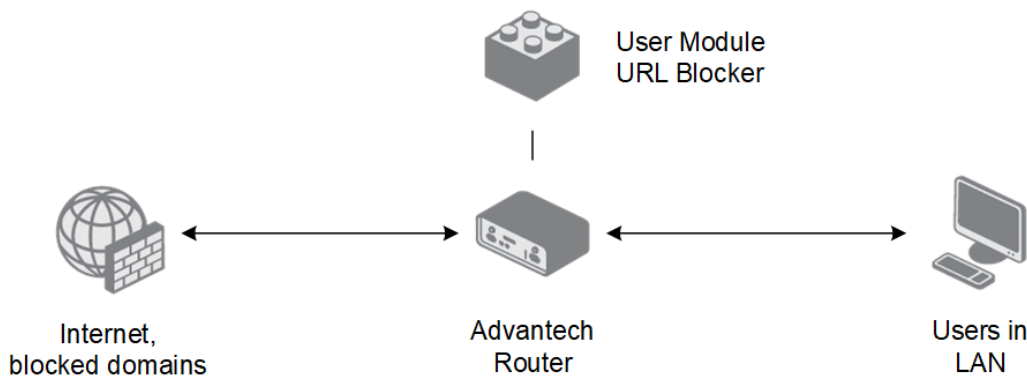 User Module
URL Blocker
Internet,
blocked domains
Advantech
Router
Users in
LAN